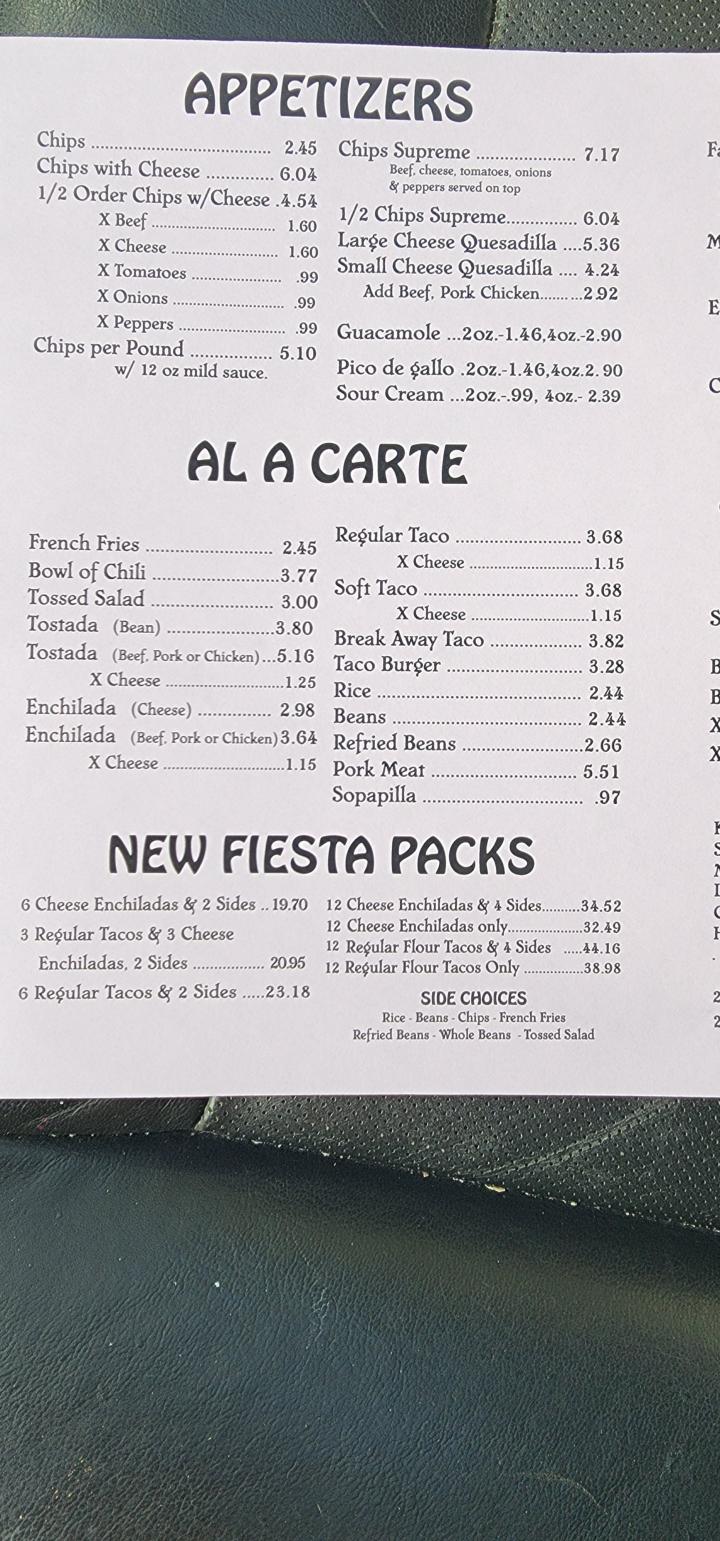 APPETIZERS
Chips ........................................ 2.45
Chips with Cheese ............. 6.04
1/2 Order Chips w/Cheese .4.54
X Beef ............................... 1.60
X Cheese ........................... 1.60
X Tomatoes ....................... .99
X Onions ............................ .99
X Peppers ........................... .99
Chips per Pound ................ 5.10
w/ 12 oz mild sauce.
Chips Supreme ...................... 7.17
Beef, cheese, tomatoes, onions
& peppers served on top
1/2 Chips Supreme................ 6.04
Large Cheese Quesadilla ....5.36
Small Cheese Quesadilla .... 4.24
Add Beef, Pork Chicken...........2.92
Guacamole ...2oz.-1.46,4oz.-2.90
Pico de gallo .2oz.-1.46,4oz.2. 90
Sour Cream ...2oz.-.99, 4oz.- 2.39
AL A CARTE
French Fries ............................ 2.45
Bowl of Chili ............................3.77
Tossed Salad ........................... 3.00
Tostada (Bean) ........................3.80
Tostada (Beef, Pork or Chicken)...5.16
X Cheese ..............................1.25
Enchilada (Cheese) ................ 2.98
Enchilada (Beef, Pork or Chicken)3.64
X Cheese ..............................1.15
Regular Taco ............................ 3.68
X Cheese ..............................1.15
Soft Taco .................................. 3.68
X Cheese ..............................1.15
Break Away Taco .................... 3.82
Taco Burger ............................. 3.28
Rice ........................................... 2.44
Beans ........................................ 2.44
Refried Beans ..........................2.66
Pork Meat ................................ 5.51
Sopapilla ................................... .97
NEW FIESTA PACKS
6 Cheese Enchiladas & 2 Sides .. 19.70
3 Regular Tacos & 3 Cheese
Enchiladas, 2 Sides ................. 20.95
6 Regular Tacos & 2 Sides .....23.18
12 Cheese Enchiladas & 4 Sides.........34.52
12 Cheese Enchiladas only.................32.49
12 Regular Flour Tacos & 4 Sides ....44.16
12 Regular Flour Tacos Only ..............38.98
SIDE CHOICES
Rice - Beans - Chips - French Fries
Refried Beans - Whole Beans - Tossed Salad